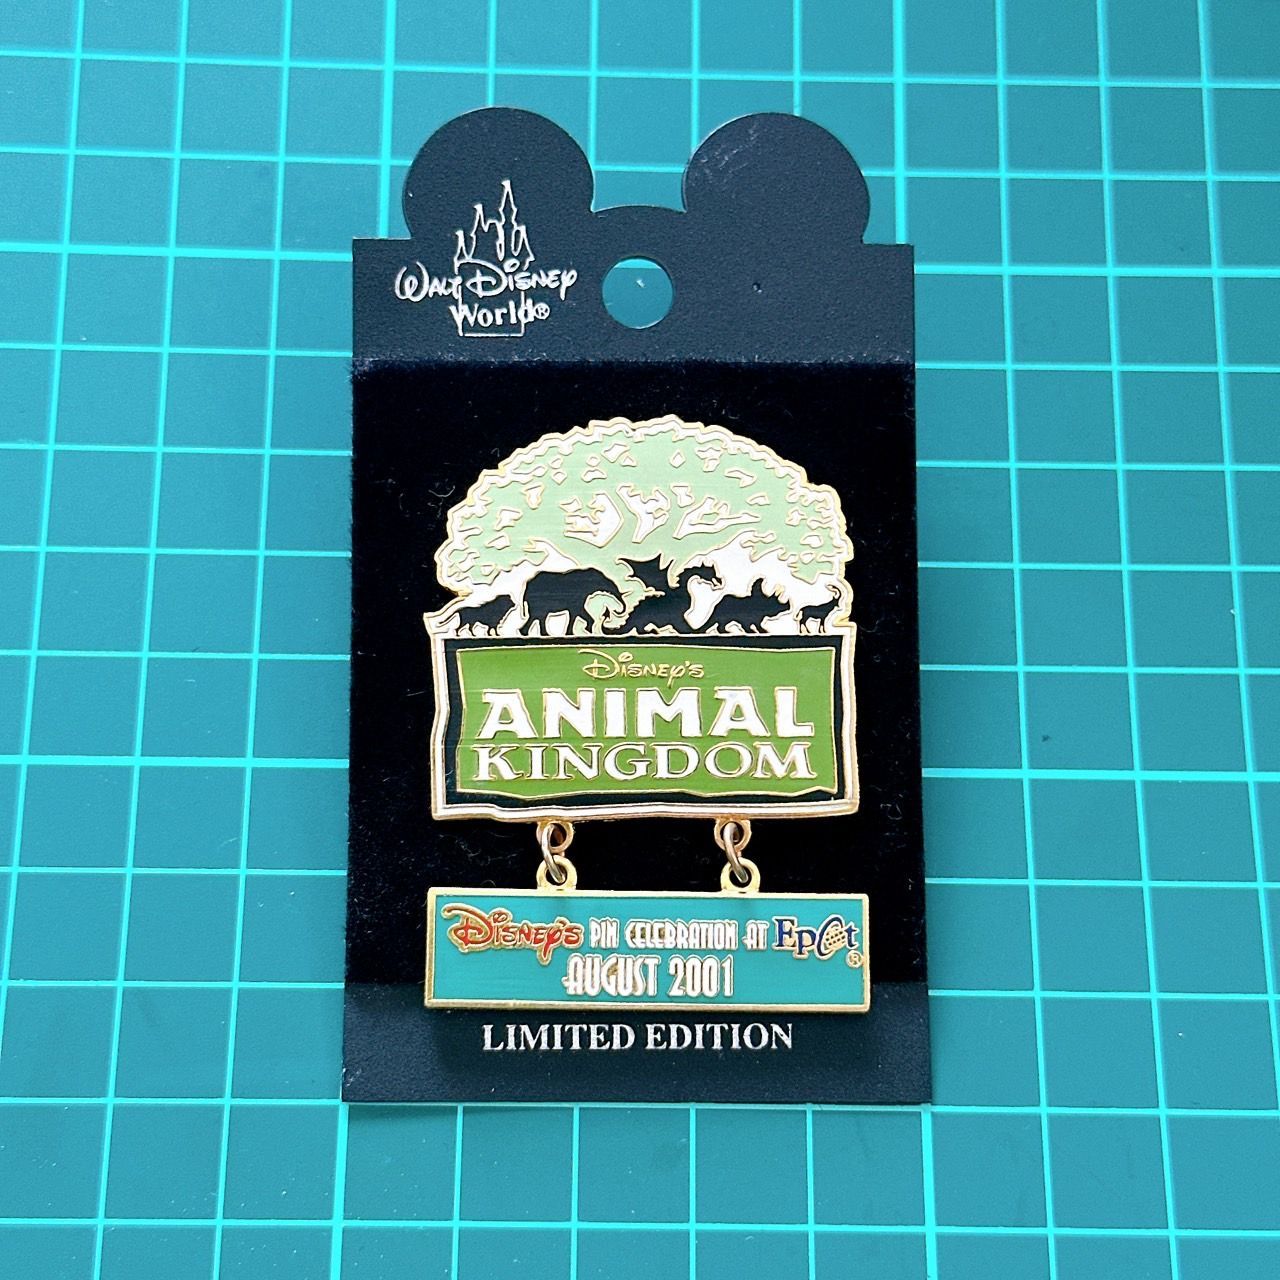 Walt Disney
World®
Disney's
ANIMAL
KINGDOM
Disney's PIN CELEBRATION AT Epcot®
AUGUST 2001
LIMITED EDITION